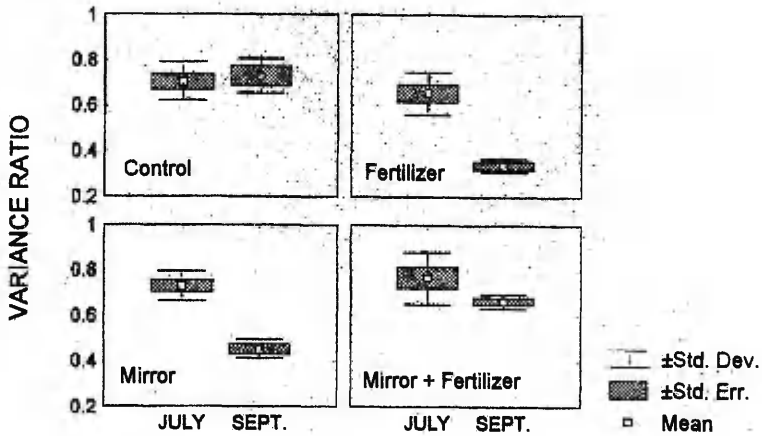 VARIANCE RATIO
1
0.8
0.6
0.4
0.2
Control
Fertilizer
1
0.8
0.6
0.4
0.2
Mirror
Mirror + Fertilizer
JULY SEPT.
JULY SEPT.
±Std. Dev.
±Std. Err.
Mean